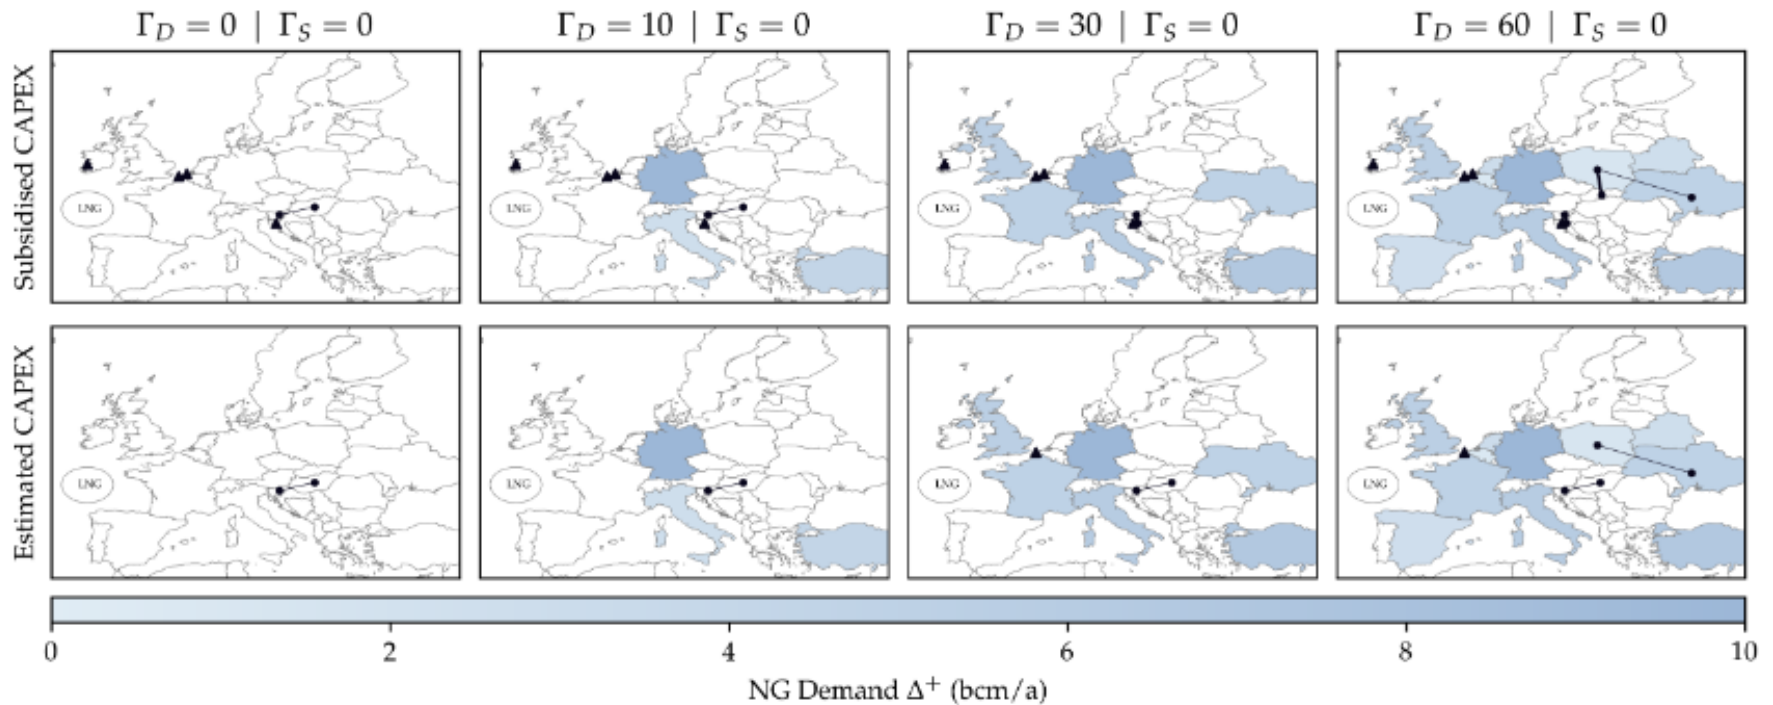 Γ_D = 0 | Γ_S = 0
Γ_D = 10 | Γ_S = 0
Γ_D = 30 | Γ_S = 0
Γ_D = 60 | Γ_S = 0
Subsidised CAPEX
LNG
LNG
LNG
LNG
Estimated CAPEX
LNG
LNG
LNG
LNG
0 2 4 6 8 10
NG Demand Δ⁺ (bcm/a)